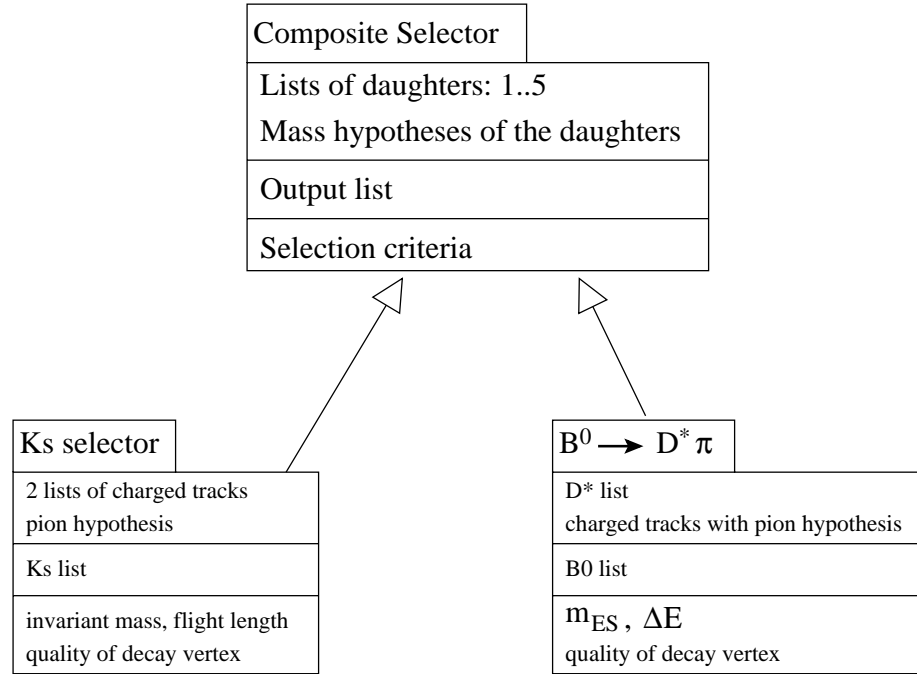 Composite Selector
Lists of daughters: 1..5
Mass hypotheses of the daughters
Output list
Selection criteria
Ks selector
2 lists of charged tracks
pion hypothesis
Ks list
invariant mass, flight length
quality of decay vertex
B⁰ → D* π
D* list
charged tracks with pion hypothesis
B0 list
m_ES , ΔE
quality of decay vertex